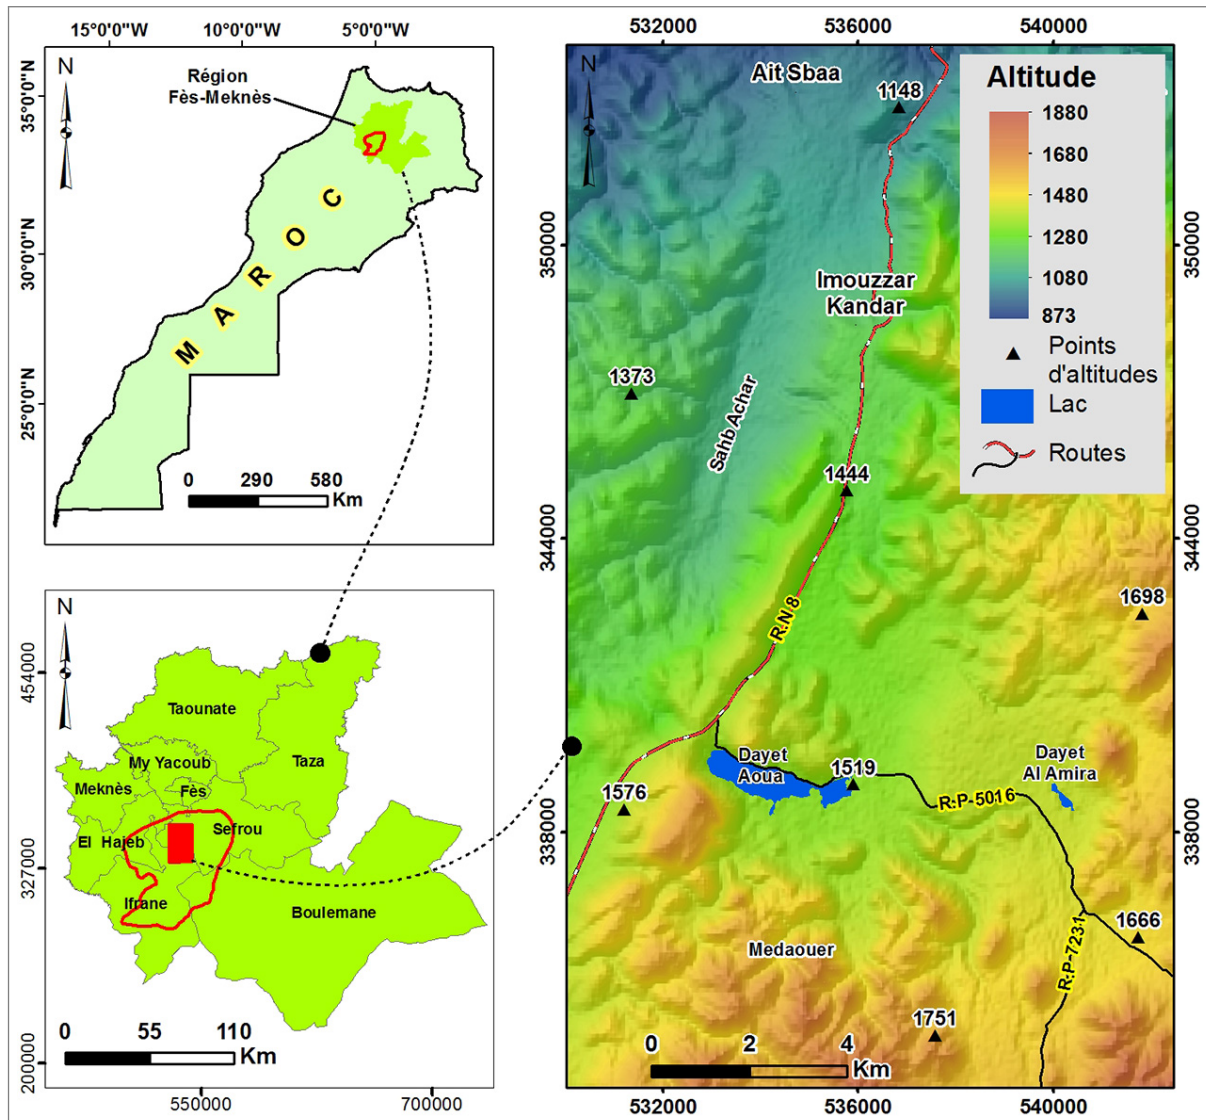 15°0'0"W
10°0'0"W
5°0'0"W
35°0'0"N
30°0'0"N
25°0'0"N
N
Région
Fès-Meknès
MAROC
0 290 580
Km
N
454000
327000
200000
Taounate
My Yacoub
Taza
Meknès
Fès
El Hajeb
Sefrou
Ifrane
Boulemane
0 55 110
Km
550000
700000
532000
536000
540000
350000
344000
338000
350000
344000
338000
N
Ait Sbaa
1148
Imouzzar
Kandar
1373
Sahb Achar
1444
R.N 8
1698
Dayet
Aoua
1519
Dayet
Al Amira
1576
R.P-5016
Medaouer
1666
R.P-7231
1751
0 2 4
Km
532000
536000
540000
Altitude
1880
1680
1480
1280
1080
873
Points
d'altitudes
Lac
Routes